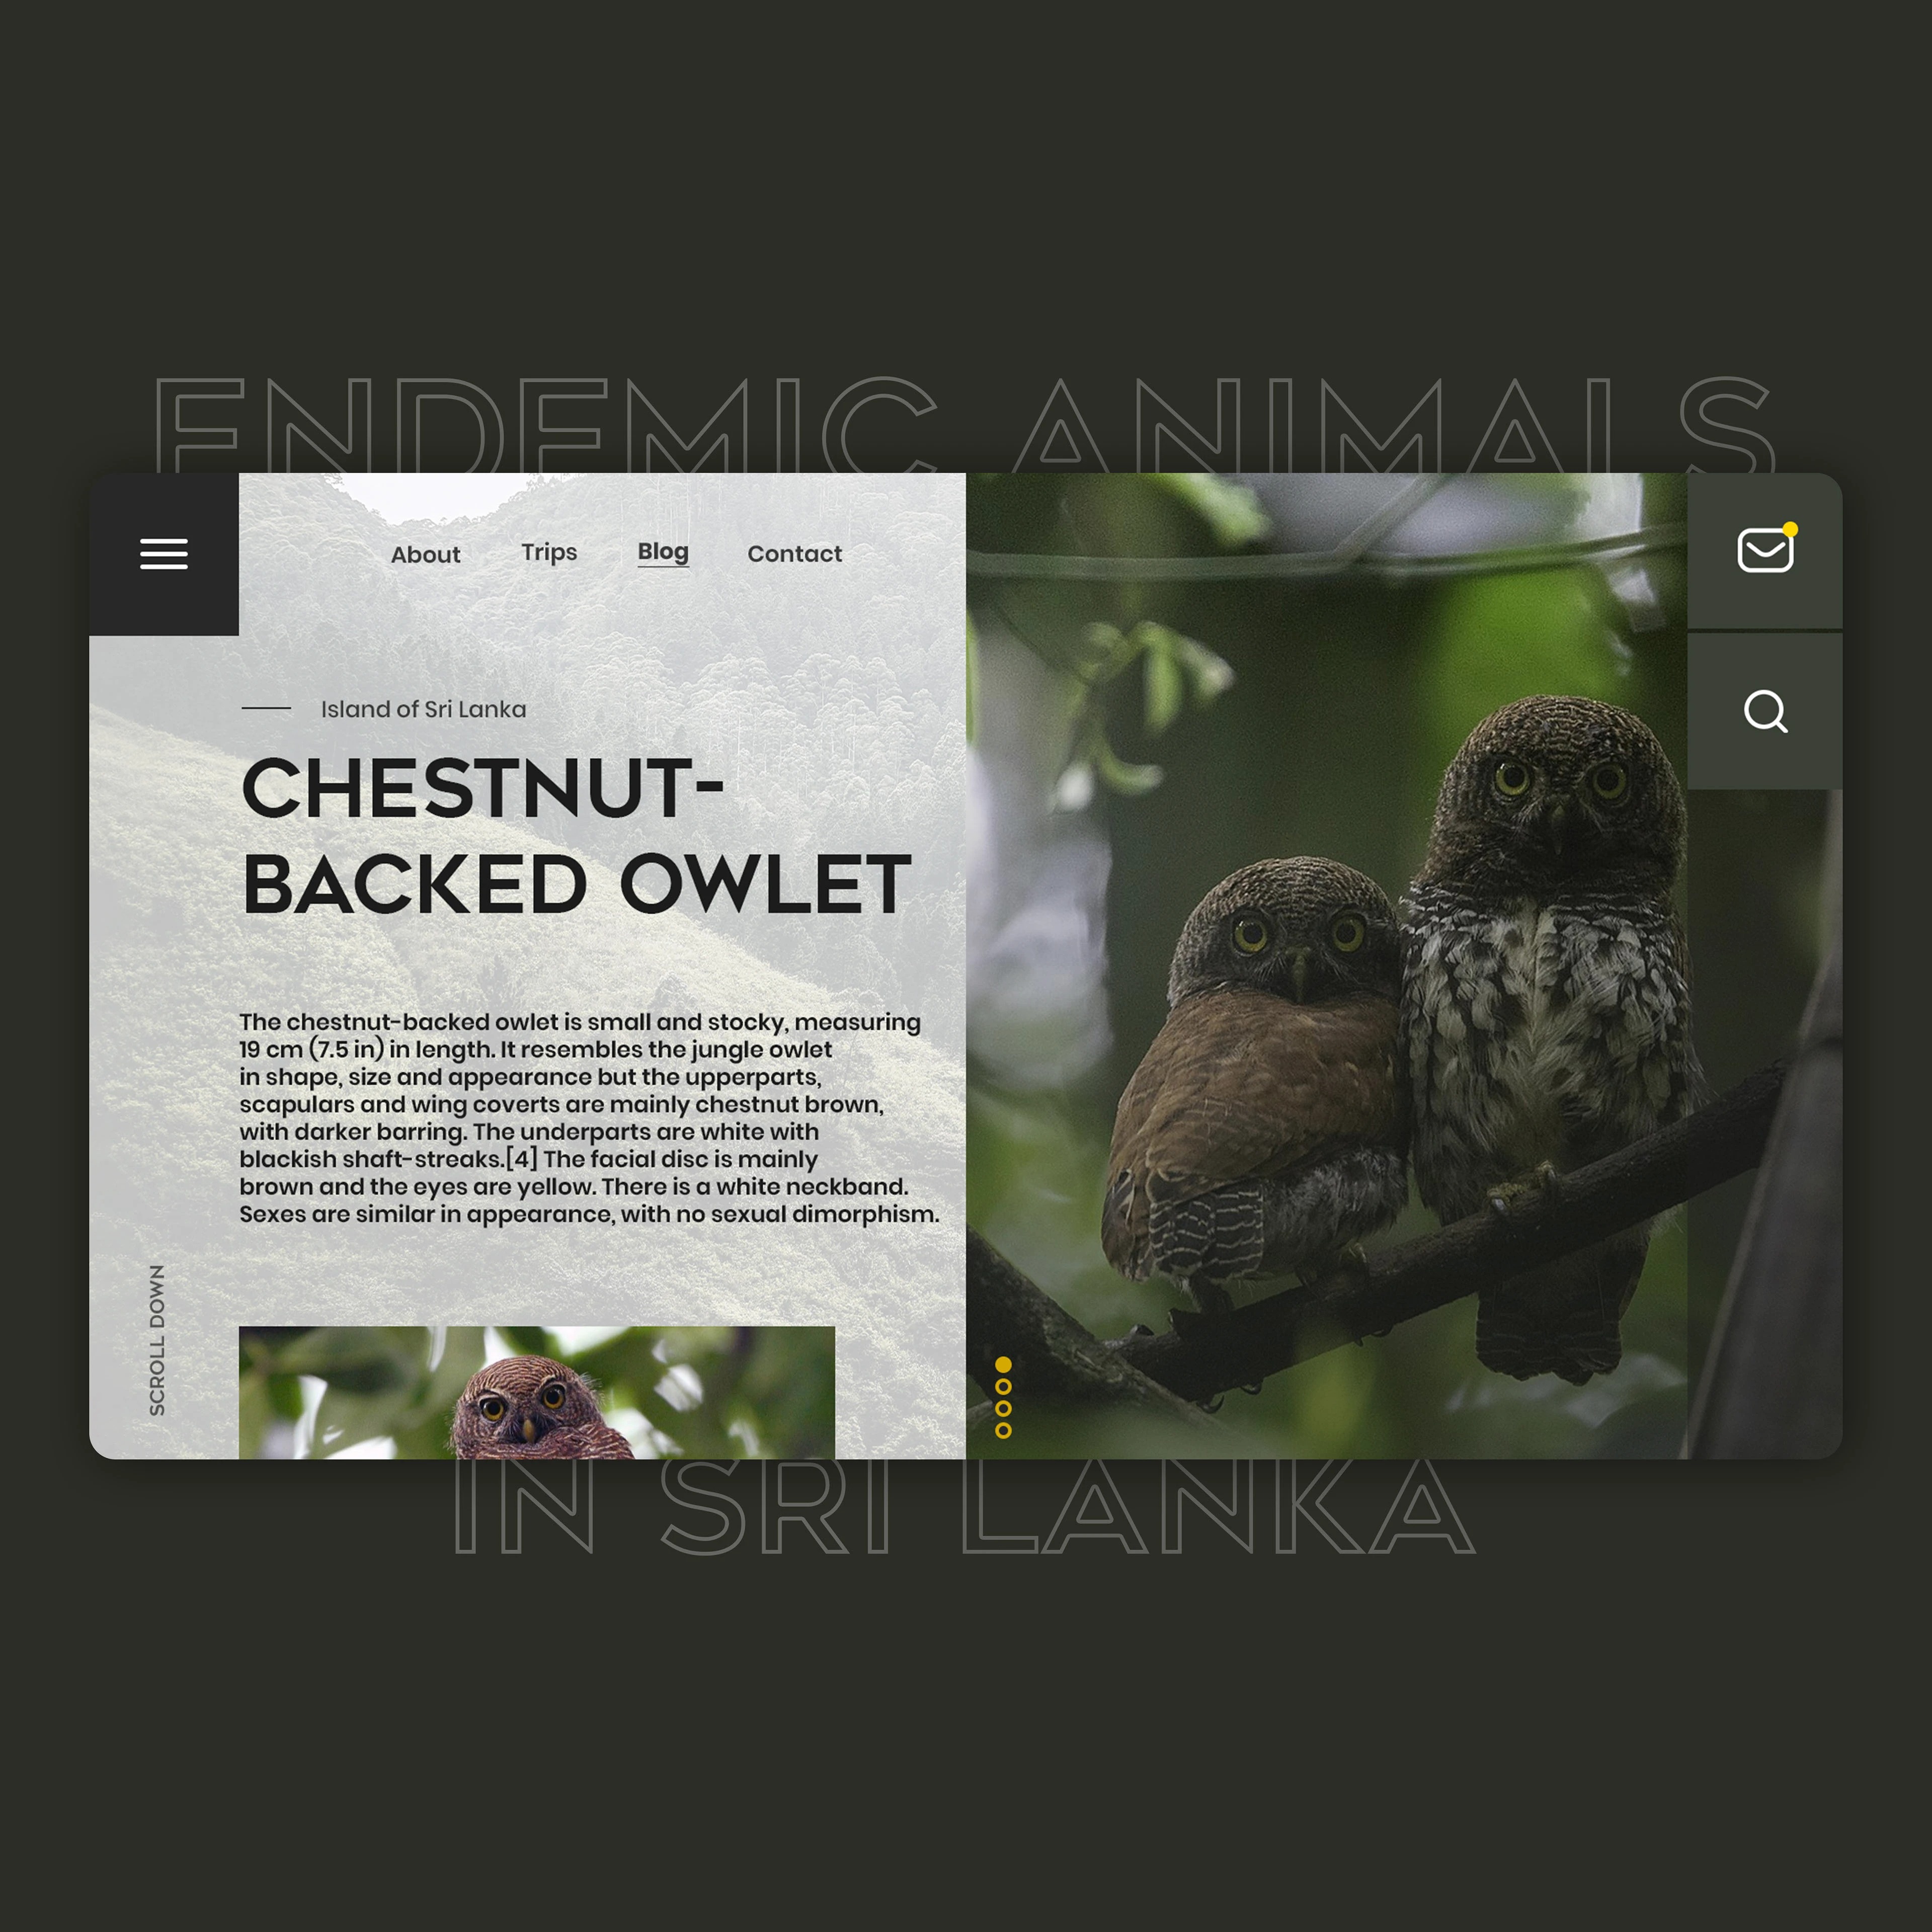 ENDEMIC ANIMALS
About Trips Blog Contact
Island of Sri Lanka
CHESTNUT-
BACKED OWLET
The chestnut-backed owlet is small and stocky, measuring
19 cm (7.5 in) in length. It resembles the jungle owlet
in shape, size and appearance but the upperparts,
scapulars and wing coverts are mainly chestnut brown,
with darker barring. The underparts are white with
blackish shaft-streaks.[4] The facial disc is mainly
brown and the eyes are yellow. There is a white neckband.
Sexes are similar in appearance, with no sexual dimorphism.
SCROLL DOWN
IN SRI LANKA